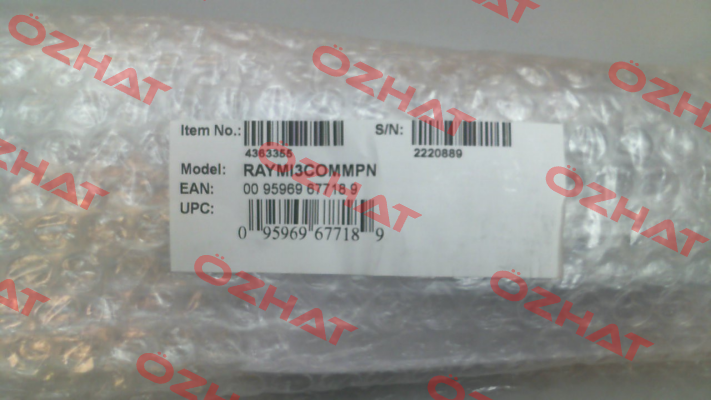 ÖZHAT
ÖZHAT
ÖZHAT
Item No.:
4383355
S/N:
2220889
Model: RAYMI3COMMPN
EAN: 00 95969 67718 9
UPC:
0 95969 67718 9
ÖZHAT
ÖZHAT
ÖZHAT
ÖZHAT
ÖZHAT
ÖZHAT